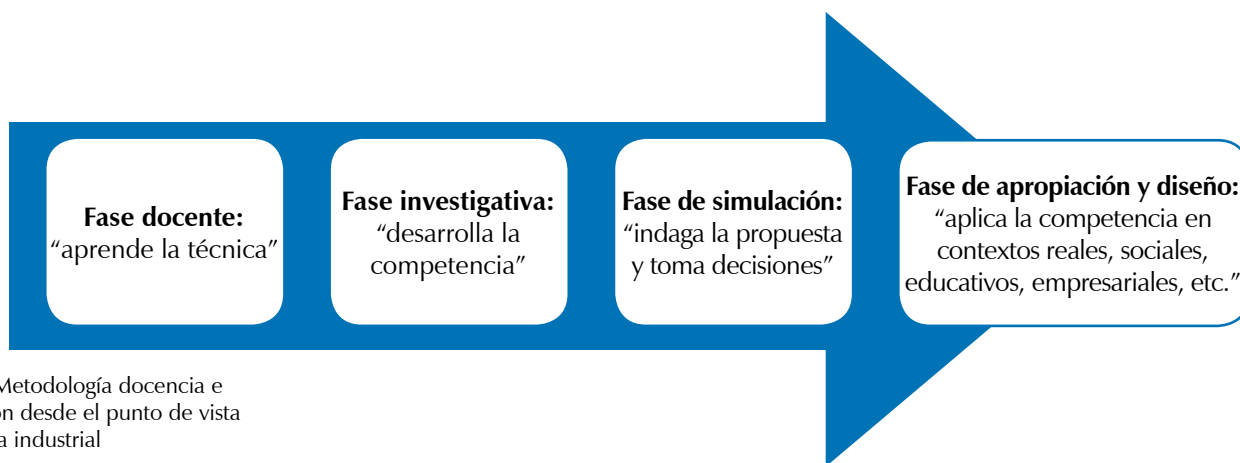 Fase docente:
“aprende la técnica”
Fase investigativa:
“desarrolla la
competencia”
Fase de simulación:
“indaga la propuesta
y toma decisiones”
Fase de apropiación y diseño:
“aplica la competencia en
contextos reales, sociales,
educativos, empresariales, etc.”
Metodología docencia e
ón desde el punto de vista
a industrial